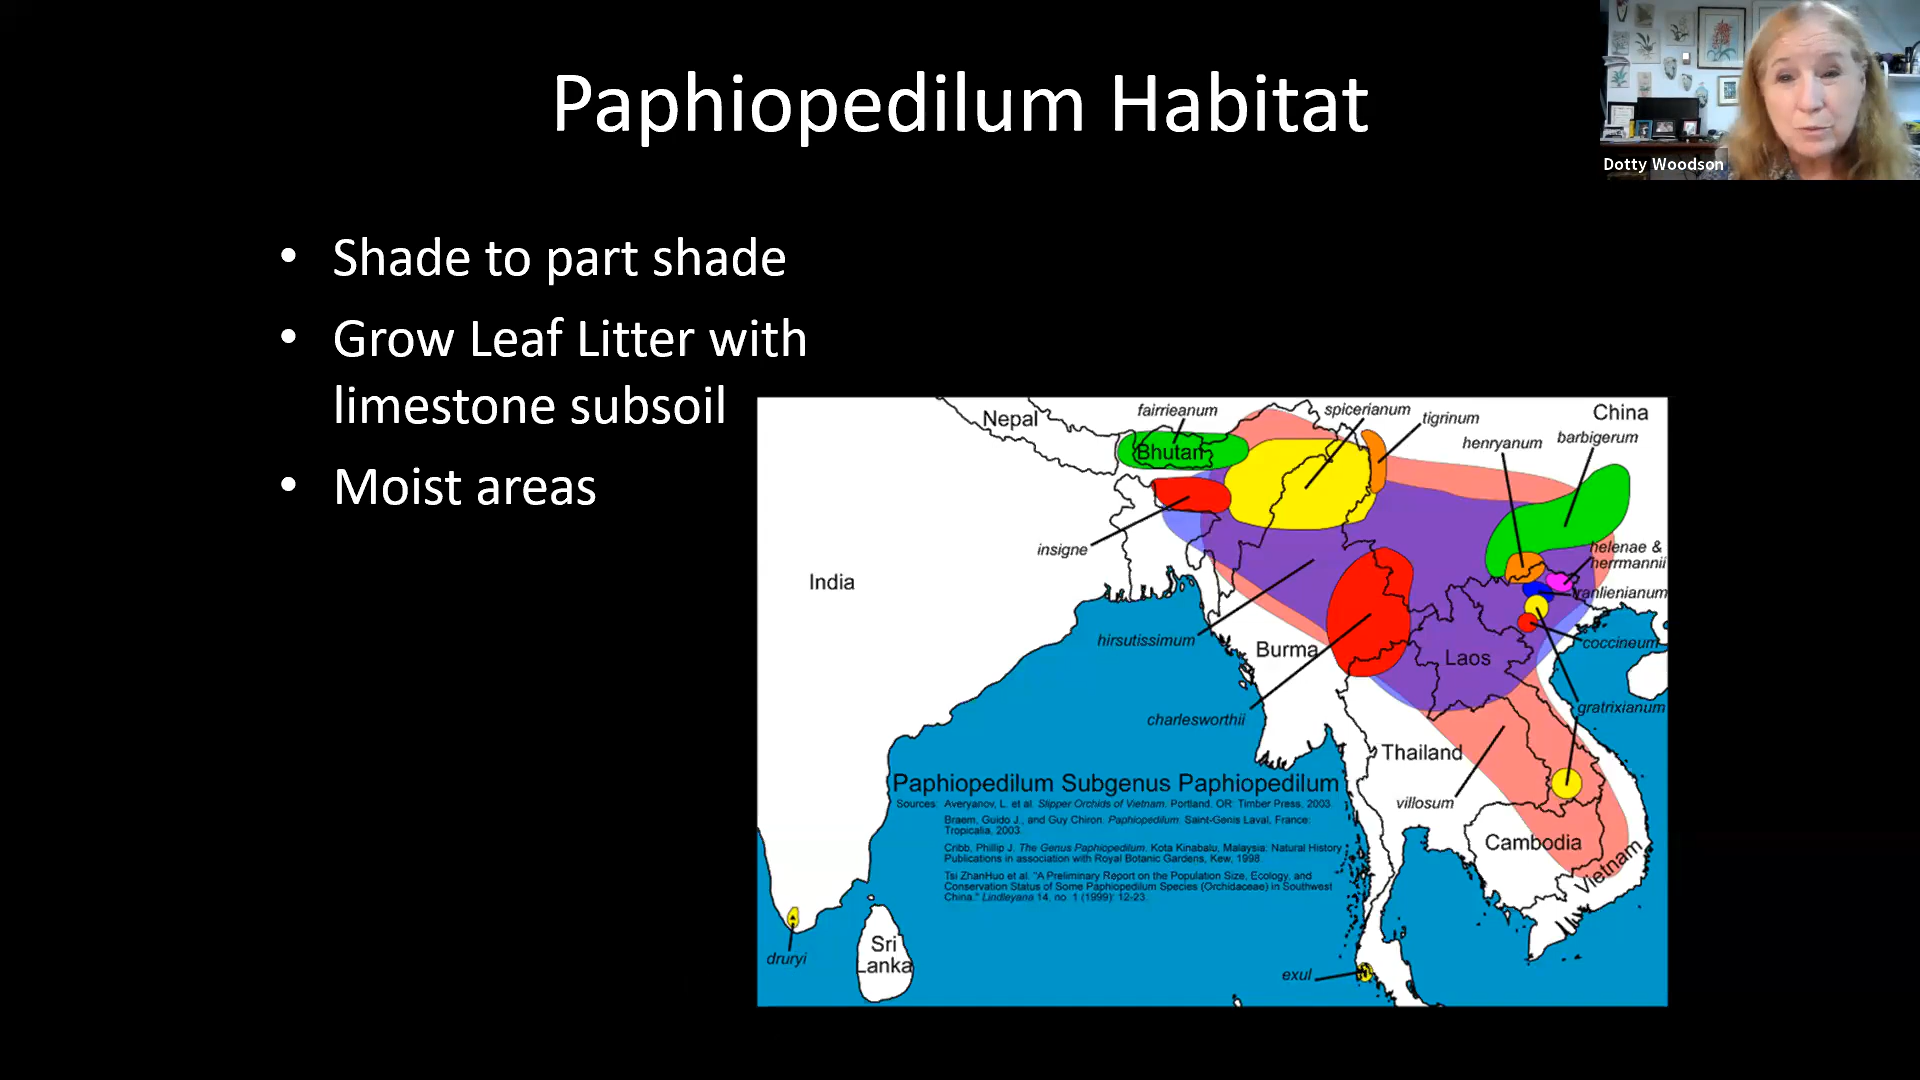 Paphiopedilum Habitat
Dotty Woodson
• Shade to part shade
• Grow Leaf Litter with
limestone subsoil
• Moist areas
Nepal
fairrieanum
spicerianum
tigrinum
China
henryanum
barbigerum
Bhutan
insigne
helenae &
herrmannii
India
tranlienianum
hirsutissimum
Burma
Laos
coccineum
charlesworthii
gratrixianum
Thailand
villosum
Cambodia
Vietnam
Paphiopedilum Subgenus Paphiopedilum
Sources: Averyanov, L. et al. Slipper Orchids of Vietnam. Portland, OR: Timber Press, 2003.
Braem, Guido J., and Guy Chiron. Paphiopedilum. Saint-Genis Laval, France:
Tropicalia, 2003.
Cribb, Phillip J. The Genus Paphiopedilum. Kota Kinabalu, Malaysia: Natural History
Publications in association with Royal Botanic Gardens, Kew, 1998.
Tsi ZhanHuo et al. "A Preliminary Report on the Population Size, Ecology, and
Conservation Status of Some Paphiopedilum Species (Orchidaceae) in Southwest
China." Lindleyana 14, no. 1 (1999): 12-23.
druryi
Sri
Lanka
exul